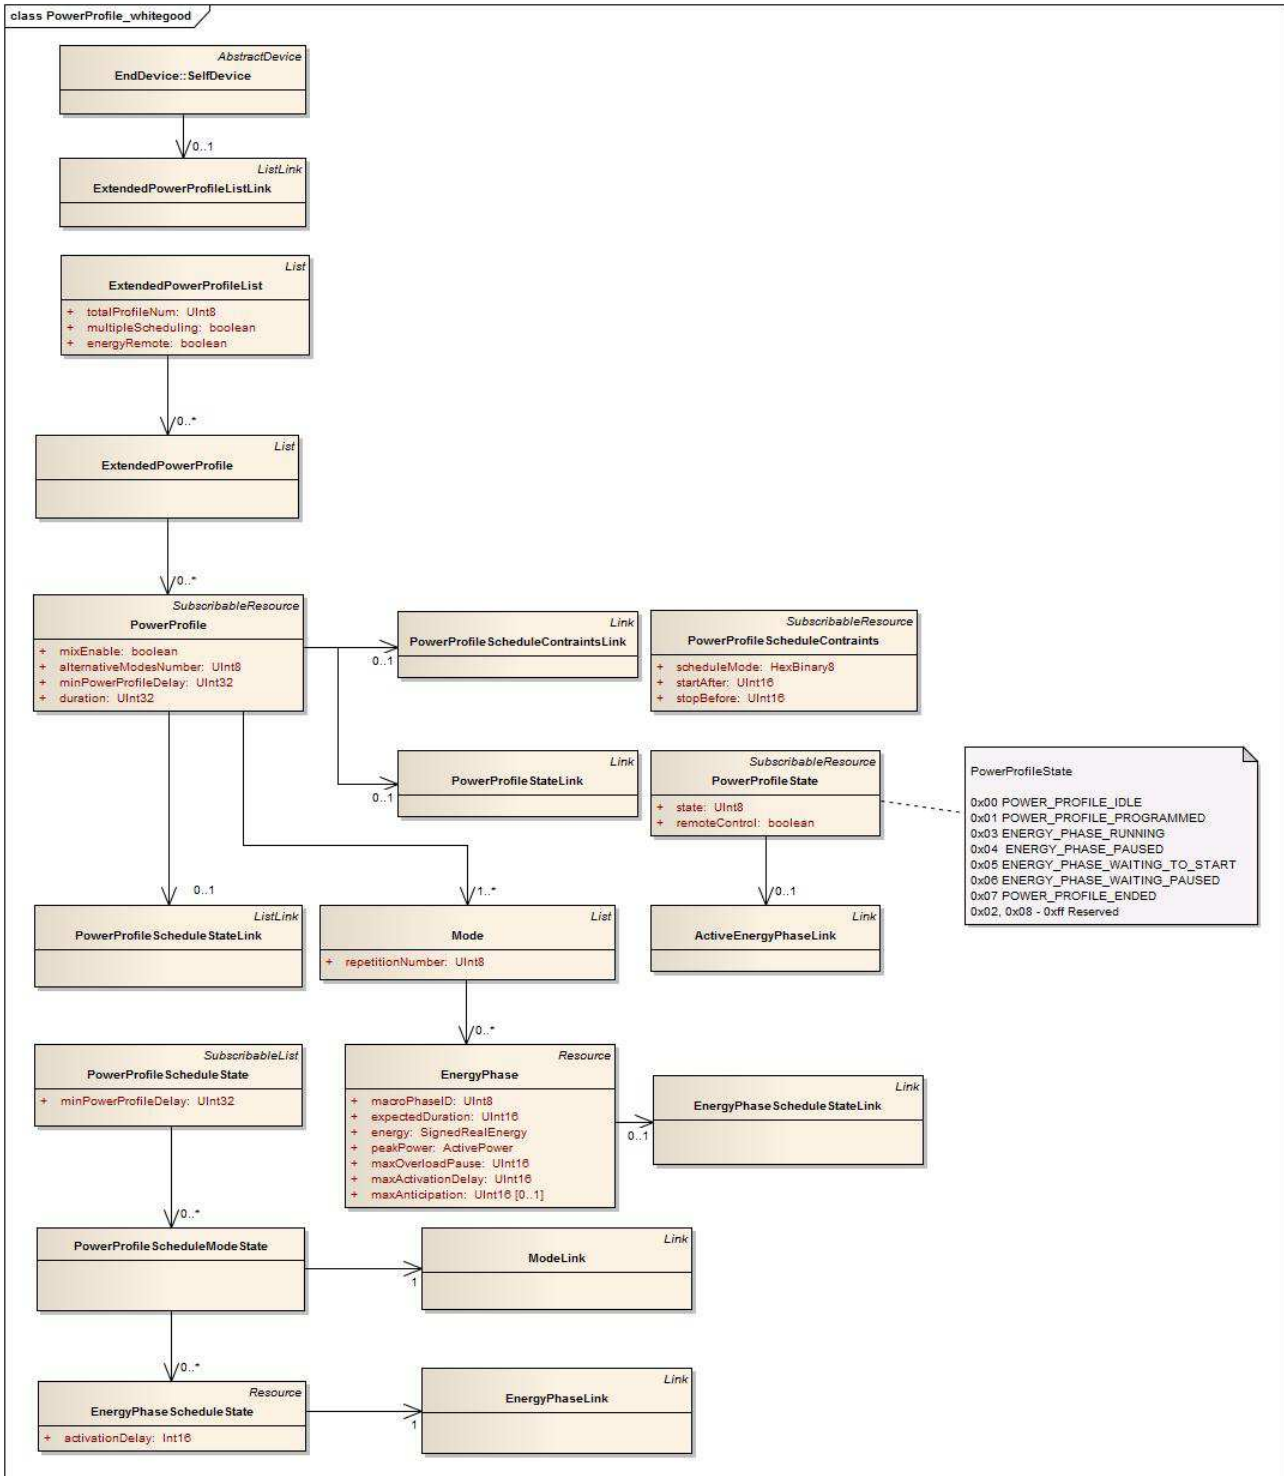 class PowerProfile_whitegood
AbstractDevice
EndDevice::SelfDevice
0..1
ListLink
ExtendedPowerProfileListLink
List
ExtendedPowerProfileList
+ totalProfileNum: UInt8
+ multipleScheduling: boolean
+ energyRemote: boolean
0..*
List
ExtendedPowerProfile
0..*
SubscribableResource
PowerProfile
+ mixEnable: boolean
+ alternativeModesNumber: UInt8
+ minPowerProfileDelay: UInt32
+ duration: UInt32
Link
PowerProfileScheduleContraintsLink
0..1
SubscribableResource
PowerProfileScheduleContraints
+ scheduleMode: HexBinary8
+ startAfter: UInt16
+ stopBefore: UInt16
Link
PowerProfileStateLink
0..1
SubscribableResource
PowerProfileState
+ state: UInt8
+ remoteControl: boolean
PowerProfileState
0x00 POWER_PROFILE_IDLE
0x01 POWER_PROFILE_PROGRAMMED
0x03 ENERGY_PHASE_RUNNING
0x04 ENERGY_PHASE_PAUSED
0x05 ENERGY_PHASE_WAITING_TO_START
0x06 ENERGY_PHASE_WAITING_PAUSED
0x07 POWER_PROFILE_ENDED
0x02, 0x08 - 0xff Reserved
0..1
1..*
0..1
ListLink
PowerProfileScheduleStateLink
List
Mode
+ repetitionNumber: UInt8
Link
ActiveEnergyPhaseLink
0..*
SubscribableList
PowerProfileScheduleState
+ minPowerProfileDelay: UInt32
Resource
EnergyPhase
+ macroPhaseID: UInt8
+ expectedDuration: UInt16
+ energy: SignedRealEnergy
+ peakPower: ActivePower
+ maxOverloadPause: UInt16
+ maxActivationDelay: UInt16
+ maxAnticipation: UInt16 [0..1]
0..1
Link
EnergyPhaseScheduleStateLink
0..*
PowerProfileScheduleModeState
1
Link
ModeLink
0..*
Resource
EnergyPhaseScheduleState
+ activationDelay: Int16
1
Link
EnergyPhaseLink